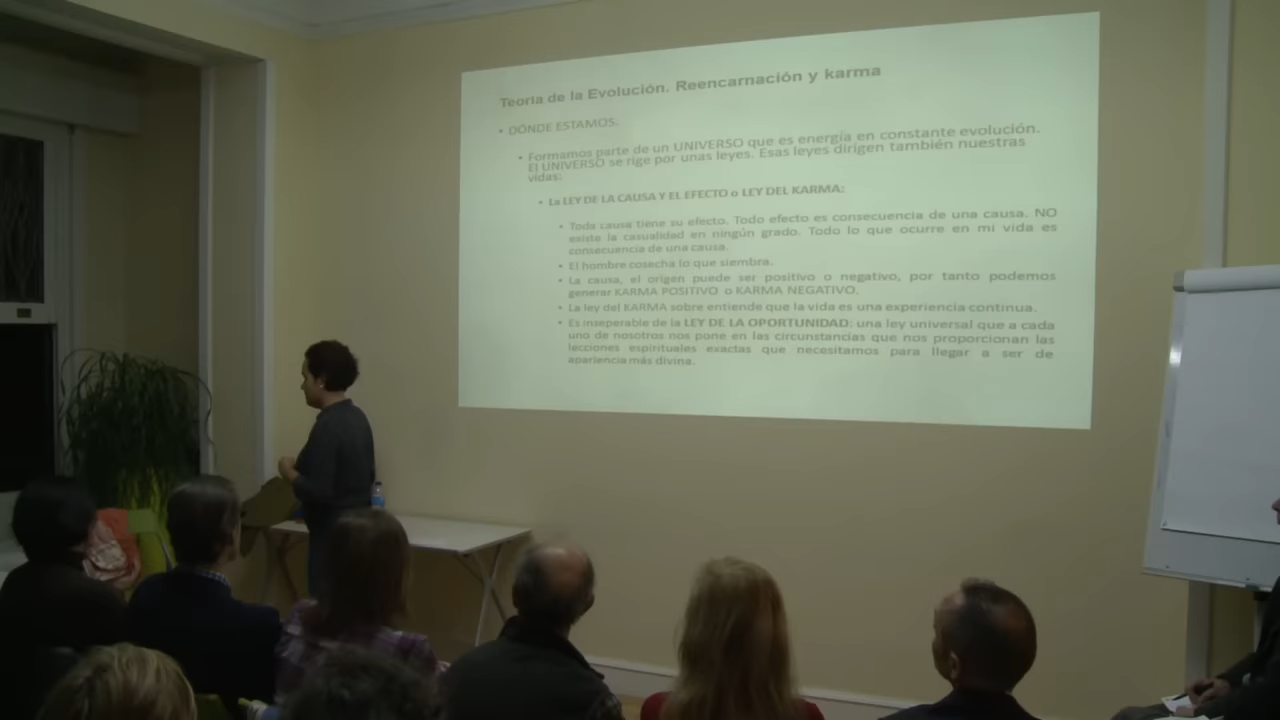 Teoria de la Evolución. Reencarnación y karma
• DÓNDE ESTAMOS.
• Formamos parte de un UNIVERSO que es energía en constante evolución.
El UNIVERSO se rige por unas leyes. Esas leyes dirigen también nuestras
vidas:
• La LEY DE LA CAUSA Y EL EFECTO o LEY DEL KARMA:
• Toda causa tiene su efecto. Todo efecto es consecuencia de una causa. NO
existe la casualidad en ningún grado. Todo lo que ocurre en mi vida es
consecuencia de una causa.
• El hombre cosecha lo que siembra.
• La causa, el origen puede ser positivo o negativo, por tanto podemos
generar KARMA POSITIVO o KARMA NEGATIVO.
• La ley del KARMA sobre entiende que la vida es una experiencia continua.
• Es inseperable de la LEY DE LA OPORTUNIDAD: una ley universal que a cada
uno de nosotros nos pone en las circunstancias que nos proporcionan las
lecciones espirituales exactas que necesitamos para llegar a ser de
apariencia más divina.